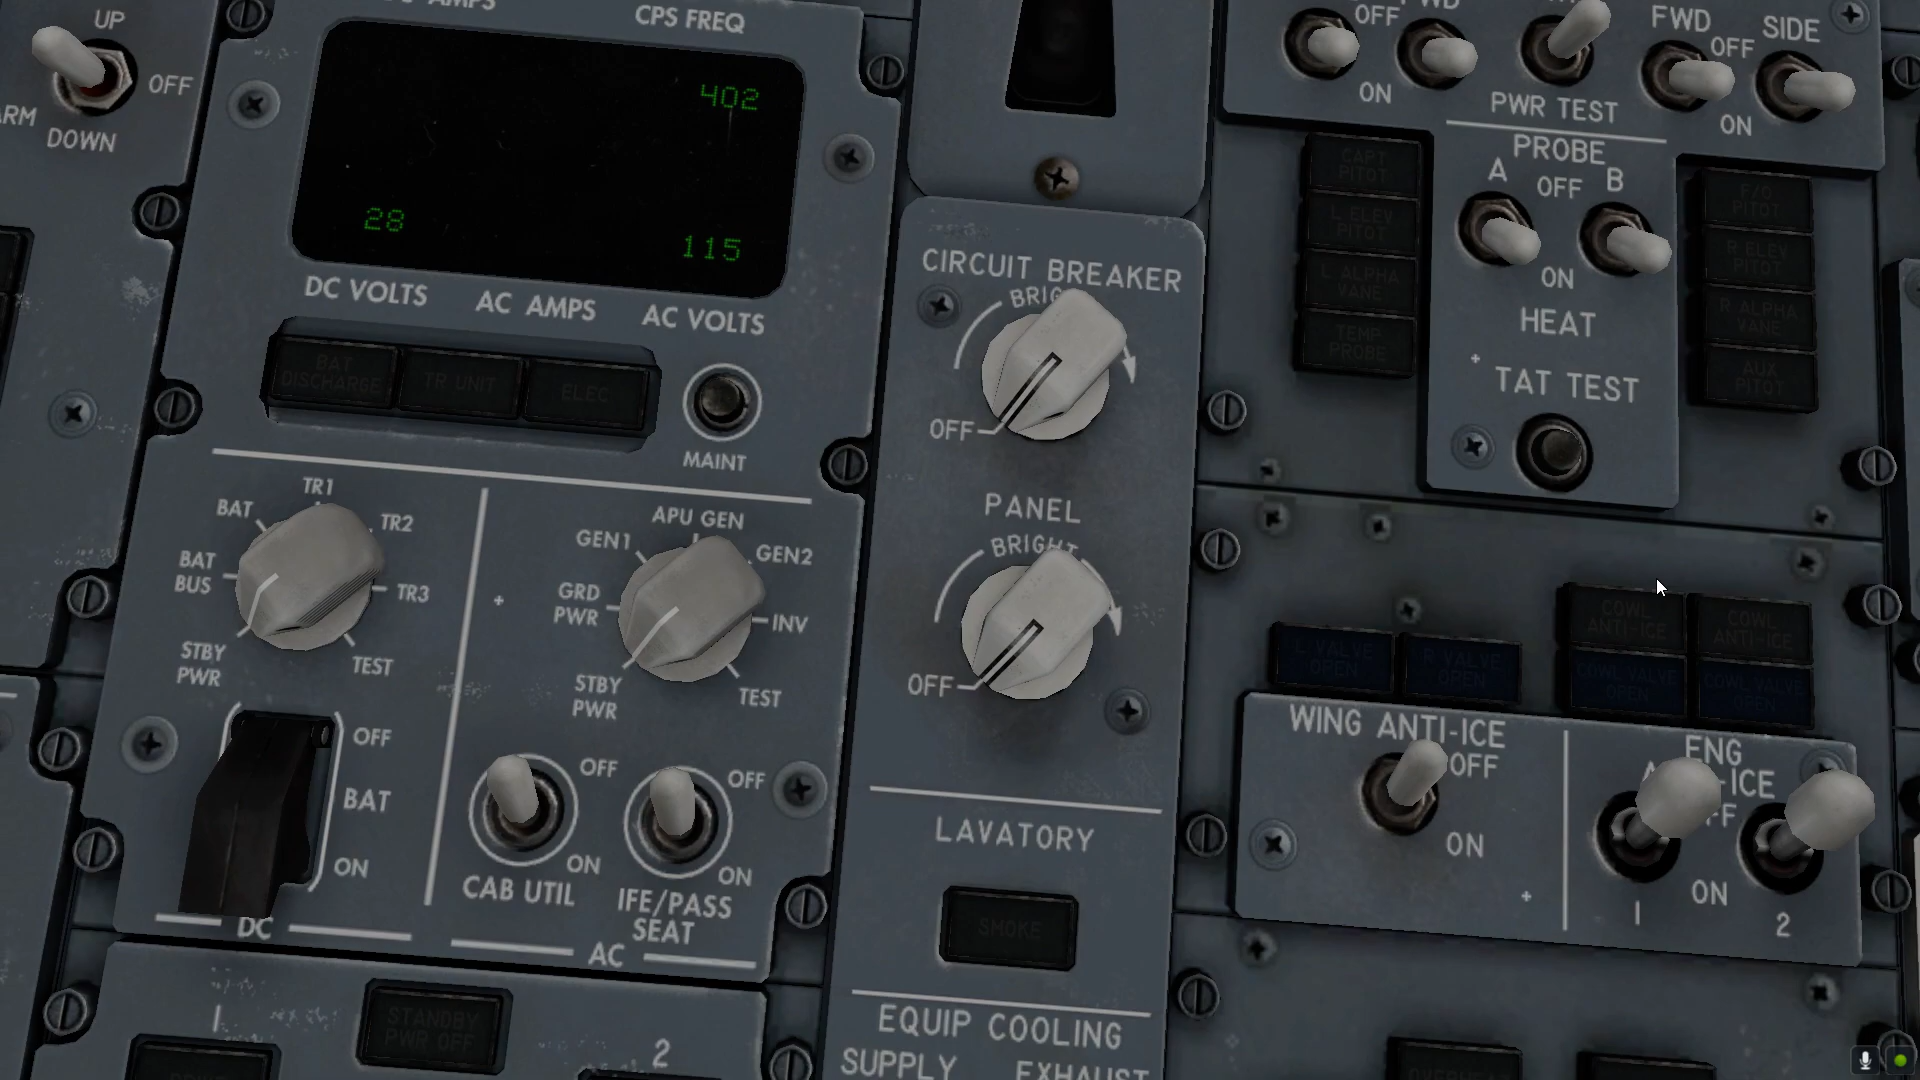 UP
OFF
ARM
DOWN
AMPS
CPS FREQ
402
28
115
DC VOLTS
AC AMPS
AC VOLTS
BAT
DISCHARGE
TR UNIT
ELEC
MAINT
TR1
BAT
TR2
BAT
BUS
TR3
STBY
PWR
TEST
OFF
BAT
ON
DC
APU GEN
GEN1
GEN2
GRD
PWR
INV
STBY
PWR
TEST
OFF
ON
CAB UTIL
OFF
ON
IFE/PASS
SEAT
AC
1
STANDBY
PWR OFF
2
CIRCUIT BREAKER
OFF
PANEL
BRIGHT
OFF
LAVATORY
SMOKE
EQUIP COOLING
SUPPLY
EXHAUST
OFF
FWD
ON
PWR TEST
FWD
OFF
SIDE
ON
CAPT
PITOT
L ELEV
PITOT
L ALPHA
VANE
TEMP
PROBE
PROBE
A
OFF
B
ON
HEAT
TAT TEST
F/O
PITOT
R ELEV
PITOT
R ALPHA
VANE
AUX
PITOT
L VALVE
OPEN
R VALVE
OPEN
COWL
ANTI-ICE
COWL
ANTI-ICE
COWL VALVE
OPEN
COWL VALVE
OPEN
WING ANTI-ICE
OFF
ON
ENG
-ICE
ON
1
2